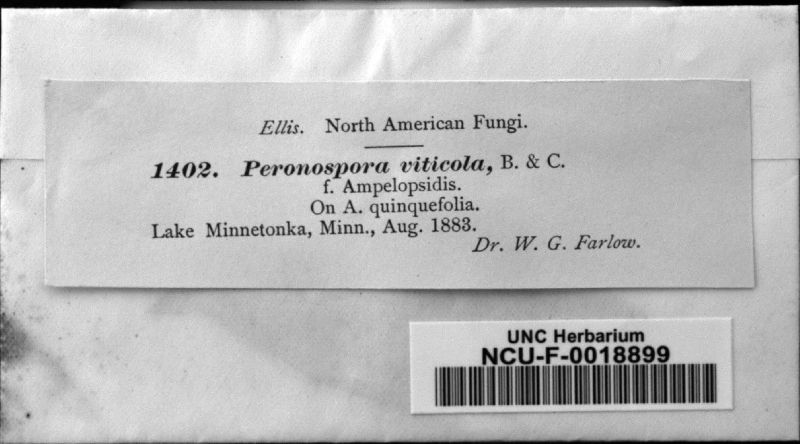 Ellis. North American Fungi.
1402. Peronospora viticola, B. & C.
f. Ampelopsidis.
On A. quinquefolia.
Lake Minnetonka, Minn., Aug. 1883.
Dr. W. G. Farlow.
UNC Herbarium
NCU-F-0018899